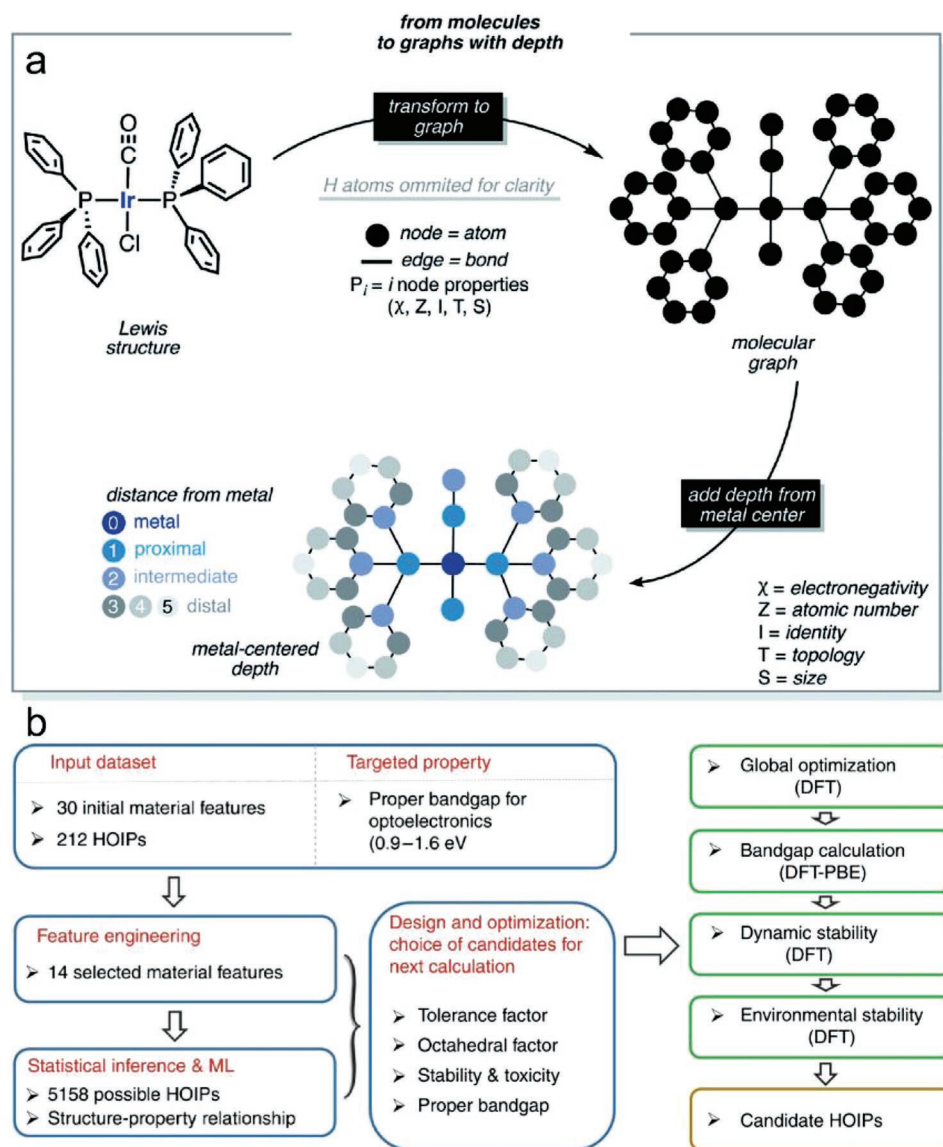 from molecules
to graphs with depth
a
transform to
graph
H atoms ommited for clarity
node = atom
edge = bond
Pi = i node properties
(χ, Z, I, T, S)
O
C
P
Ir
P
Cl
Lewis
structure
molecular
graph
add depth from
metal center
distance from metal
0 metal
1 proximal
2 intermediate
3 4 5 distal
metal-centered
depth
χ = electronegativity
Z = atomic number
I = identity
T = topology
S = size
b
Input dataset
➢ 30 initial material features
➢ 212 HOIPs
Targeted property
➢ Proper bandgap for
optoelectronics
(0.9–1.6 eV
Feature engineering
➢ 14 selected material features
Statistical inference & ML
➢ 5158 possible HOIPs
➢ Structure-property relationship
Design and optimization:
choice of candidates for
next calculation
➢ Tolerance factor
➢ Octahedral factor
➢ Stability & toxicity
➢ Proper bandgap
➢ Global optimization
(DFT)
➢ Bandgap calculation
(DFT-PBE)
➢ Dynamic stability
(DFT)
➢ Environmental stability
(DFT)
➢ Candidate HOIPs